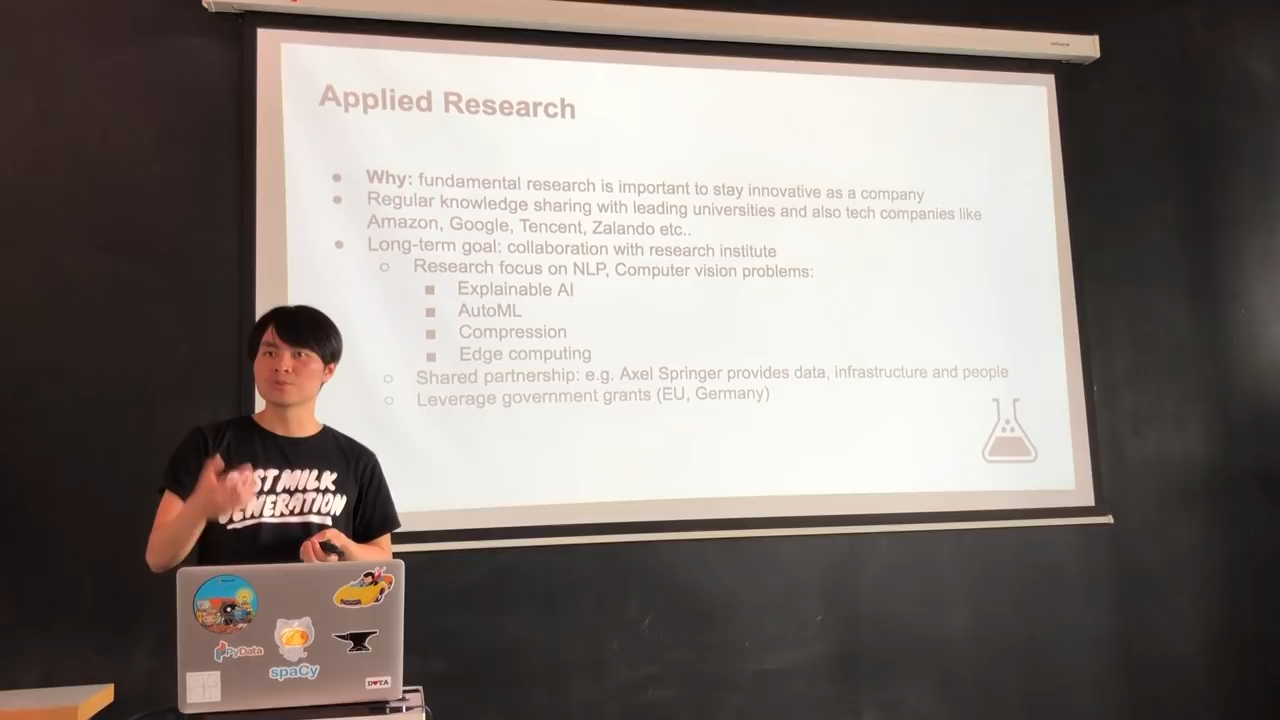 Applied Research
Why: fundamental research is important to stay innovative as a company
Regular knowledge sharing with leading universities and also tech companies like
Amazon, Google, Tencent, Zalando etc..
Long-term goal: collaboration with research institute
Research focus on NLP, Computer vision problems:
Explainable AI
AutoML
Compression
Edge computing
Shared partnership: e.g. Axel Springer provides data, infrastructure and people
Leverage government grants (EU, Germany)
MILK
PyData
spaCy